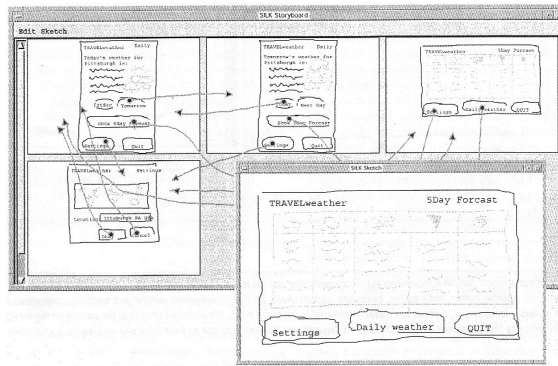 SILK Storyboard
Edit Sketch
TRAVELweather Daily
Today's weather for
Pittsburgh is:
Today Tomorrow
Show 5day Forecast
Settings Quit
TRAVELweather Daily
Tomorrow's weather for
Pittsburgh is:
Today Next Day
Show 5day Forcast
Settings Quit
TRAVELweather 5Day Forcast
Settings Daily weather QUIT
TRAVELweather Settings
Location Pittsburgh PA USA
Cancel
SILK Sketch
TRAVELweather 5Day Forcast
Settings Daily weather QUIT